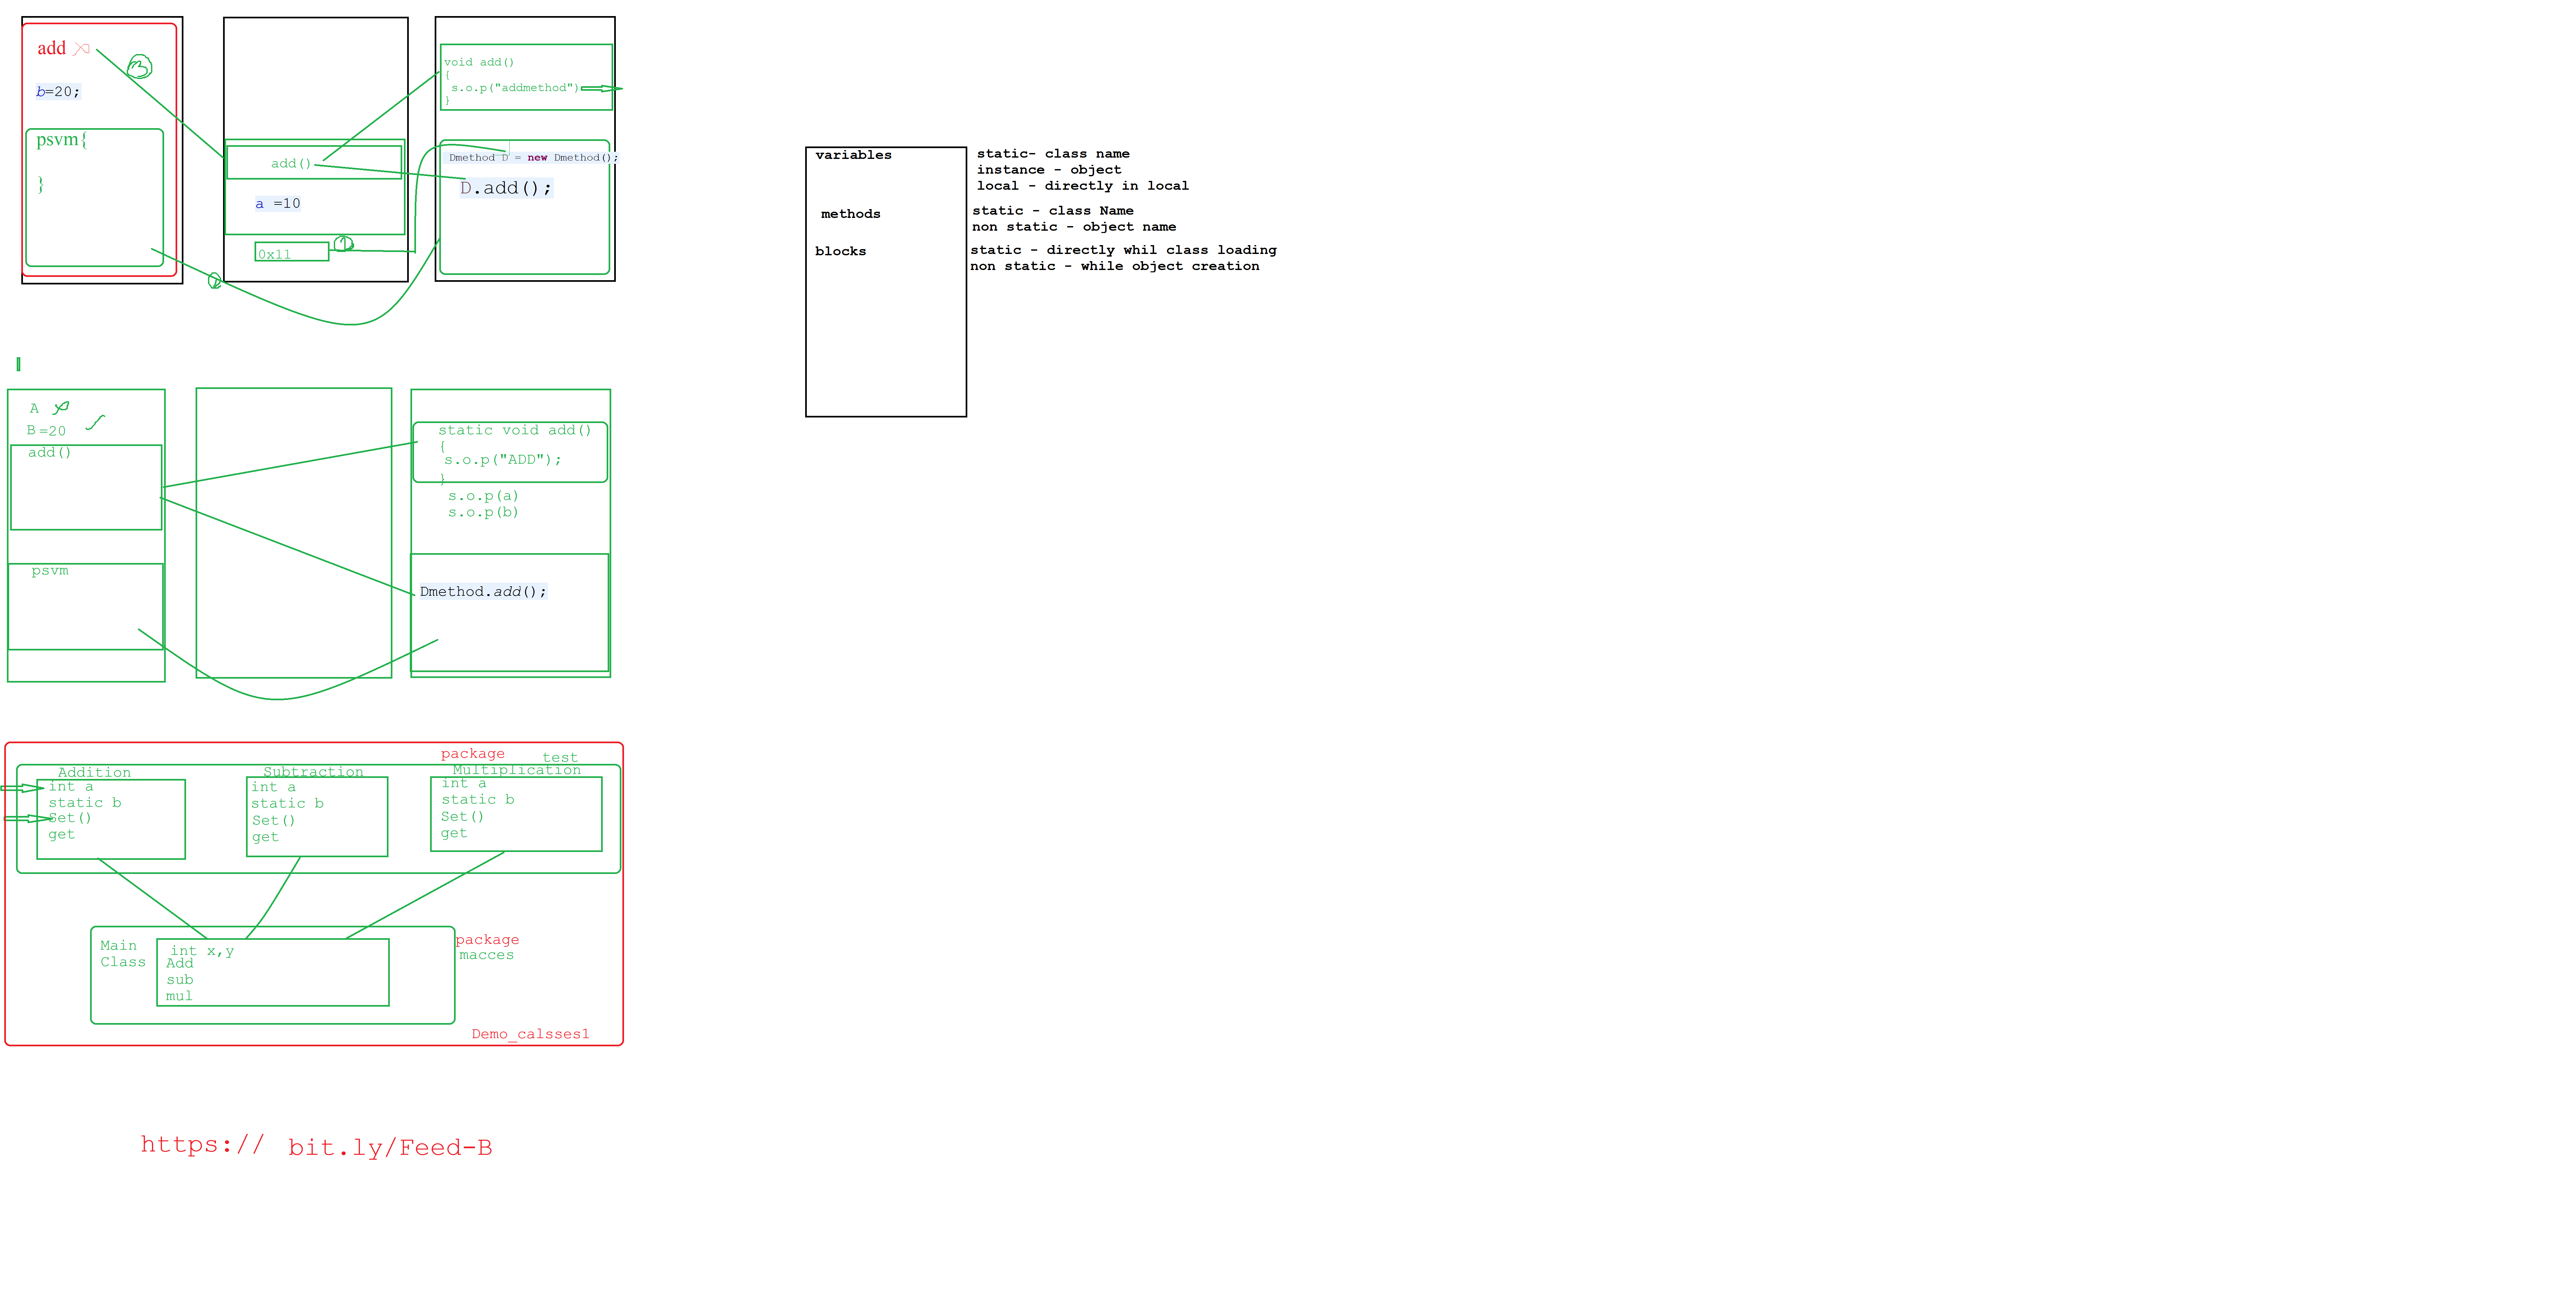 add
b=20;
psvm{
}
3
add()
a =10
0x11
1
2
void add()
{
s.o.p("addmethod")
}
Dmethod D = new Dmethod();
D.add();
variables
static- class name
instance - object
local - directly in local
methods
static - class Name
non static - object name
blocks
static - directly whil class loading
non static - while object creation
A
B =20
add()
psvm
static void add()
{
s.o.p("ADD");
}
s.o.p(a)
s.o.p(b)
Dmethod.add();
package
test
Addition
int a
static b
Set()
get
Subtraction
int a
static b
Set()
get
Multiplication
int a
static b
Set()
get
Main
Class
int x,y
Add
sub
mul
package
macces
Demo_calsses1
https:// bit.ly/Feed-B